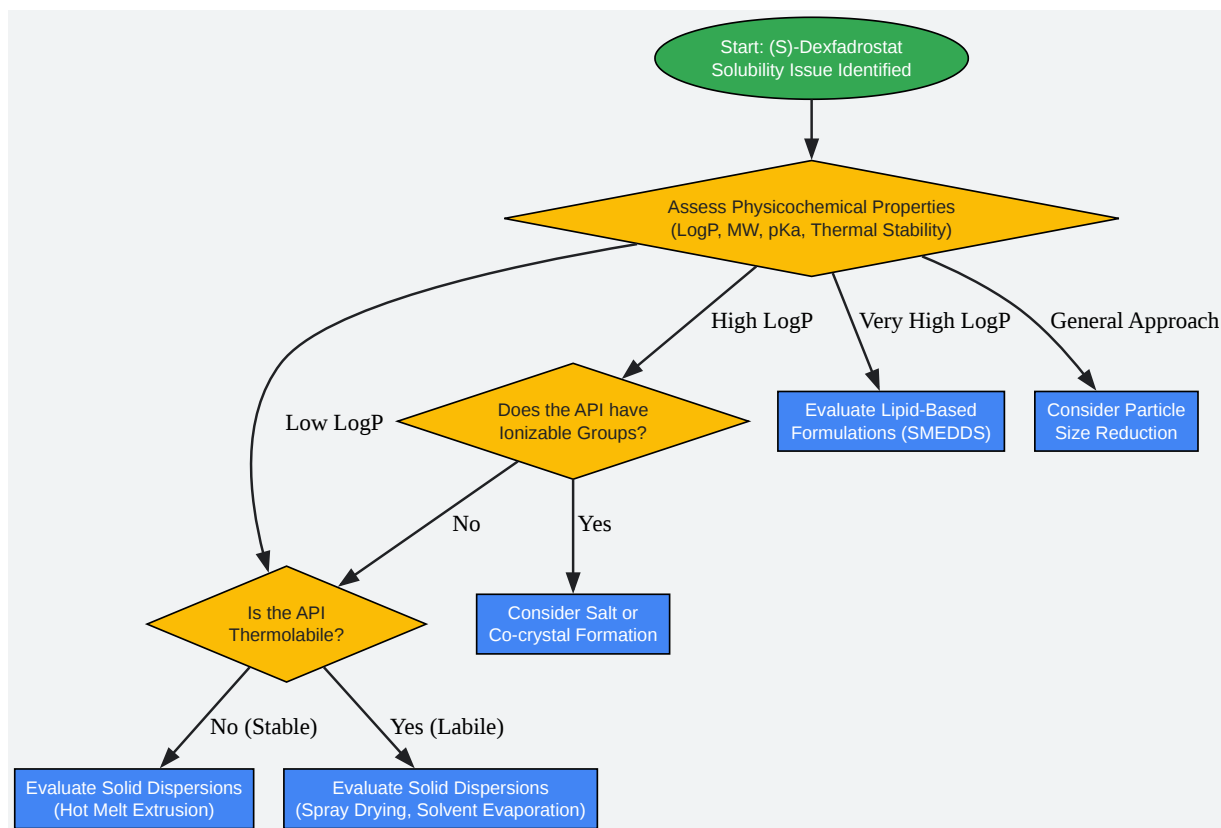 Start: (S)-Dexfadrostat
Solubility Issue Identified
Assess Physicochemical Properties
(LogP, MW, pKa, Thermal Stability)
High LogP
Very High LogP
General Approach
Low LogP
Does the API have
Ionizable Groups?
Evaluate Lipid-Based
Formulations (SMEDDS)
Consider Particle
Size Reduction
No
Yes
Is the API
Thermolabile?
Consider Salt or
Co-crystal Formation
No (Stable)
Yes (Labile)
Evaluate Solid Dispersions
(Hot Melt Extrusion)
Evaluate Solid Dispersions
(Spray Drying, Solvent Evaporation)